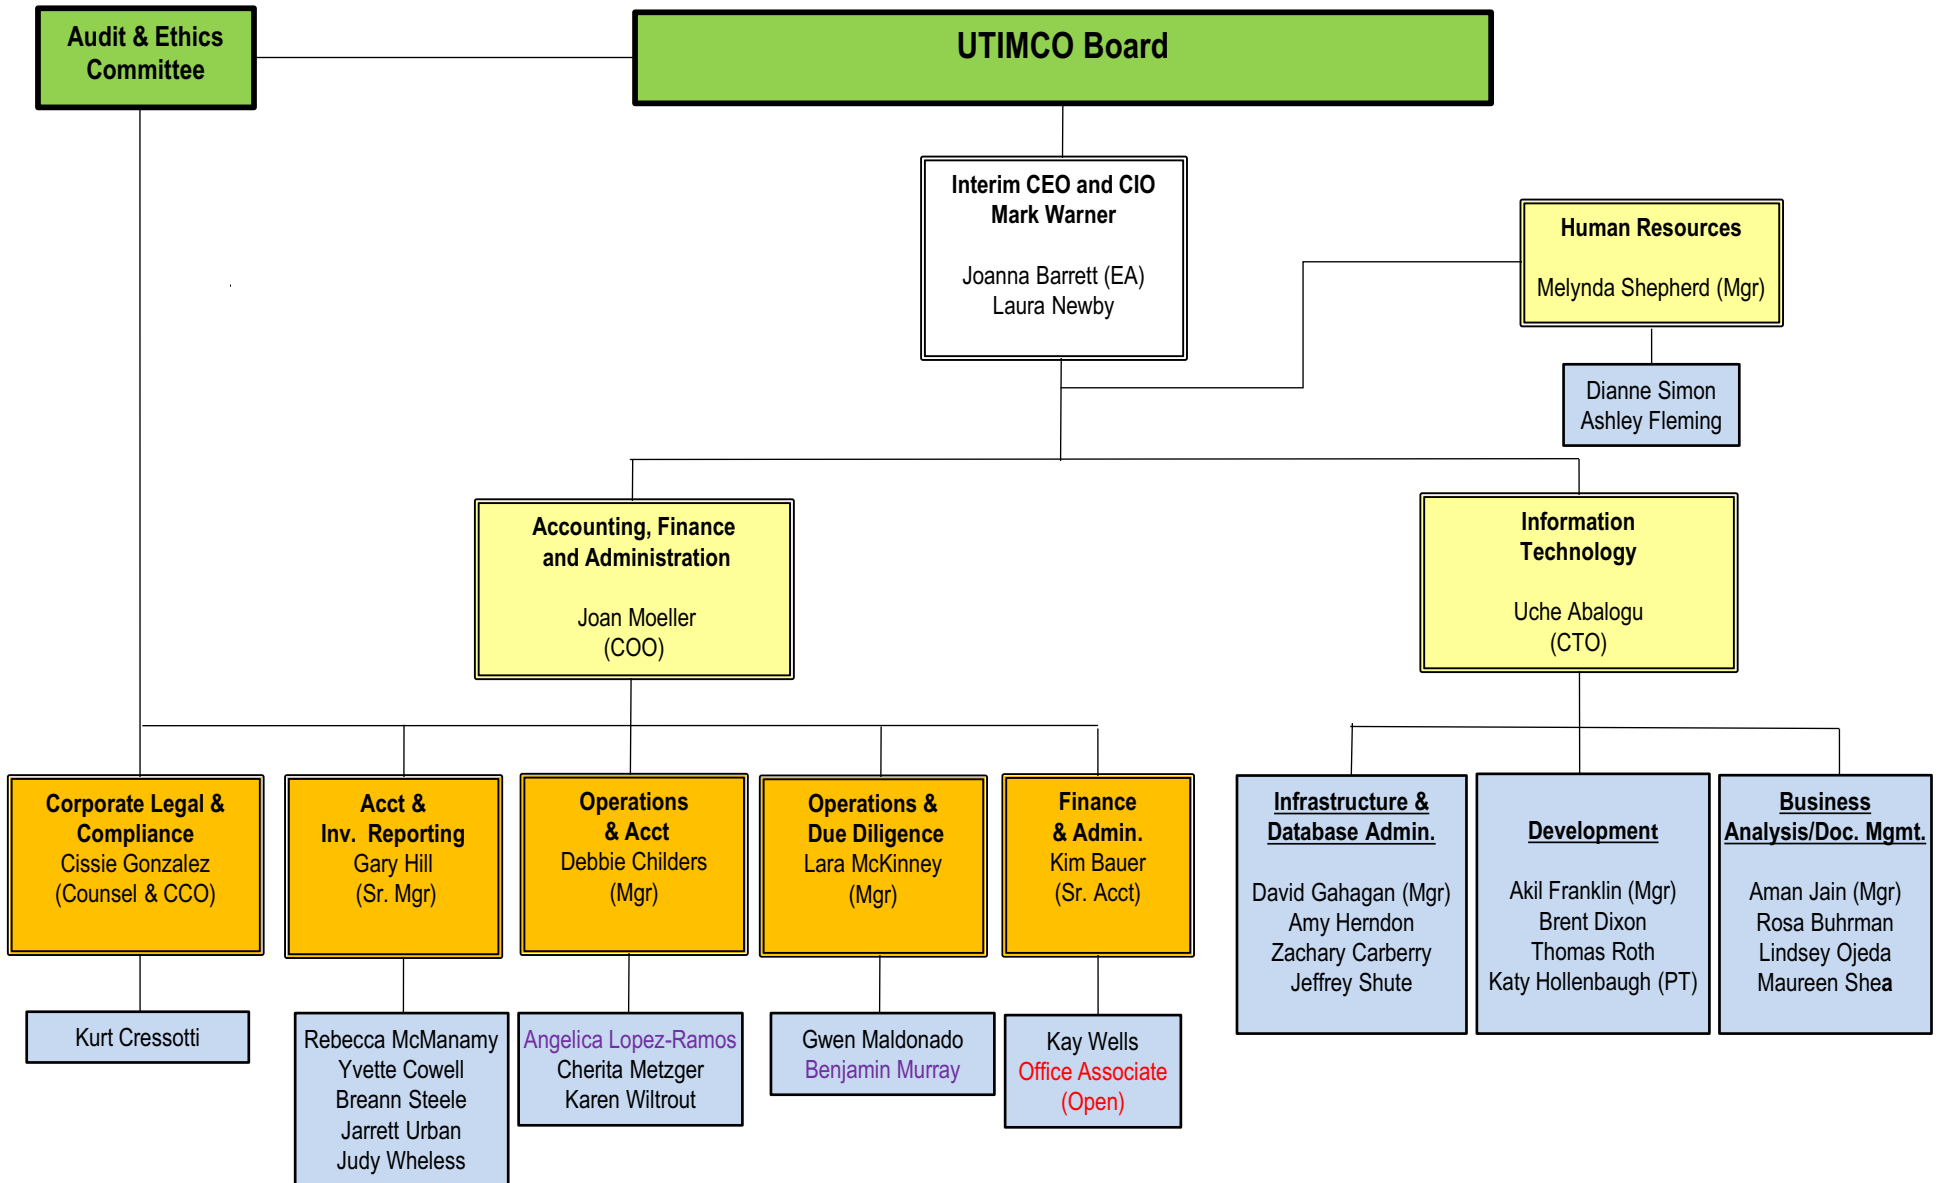 Audit & Ethics
Committee
UTIMCO Board
Interim CEO and CIO
Mark Warner
Joanna Barrett (EA)
Laura Newby
Human Resources
Melynda Shepherd (Mgr)
Dianne Simon
Ashley Fleming
Accounting, Finance
and Administration
Joan Moeller
(COO)
Information
Technology
Uche Abalogu
(CTO)
Corporate Legal &
Compliance
Cissie Gonzalez
(Counsel & CCO)
Kurt Cressotti
Acct &
Inv. Reporting
Gary Hill
(Sr. Mgr)
Rebecca McManamy
Yvette Cowell
Breann Steele
Jarrett Urban
Judy Wheless
Operations
& Acct
Debbie Childers
(Mgr)
Angelica Lopez-Ramos
Cherita Metzger
Karen Wiltrout
Operations &
Due Diligence
Lara McKinney
(Mgr)
Gwen Maldonado
Benjamin Murray
Finance
& Admin.
Kim Bauer
(Sr. Acct)
Kay Wells
Office Associate
(Open)
Infrastructure &
Database Admin.
David Gahagan (Mgr)
Amy Herndon
Zachary Carberry
Jeffrey Shute
Development
Akil Franklin (Mgr)
Brent Dixon
Thomas Roth
Katy Hollenbaugh (PT)
Business
Analysis/Doc. Mgmt.
Aman Jain (Mgr)
Rosa Buhrman
Lindsey Ojeda
Maureen Shea